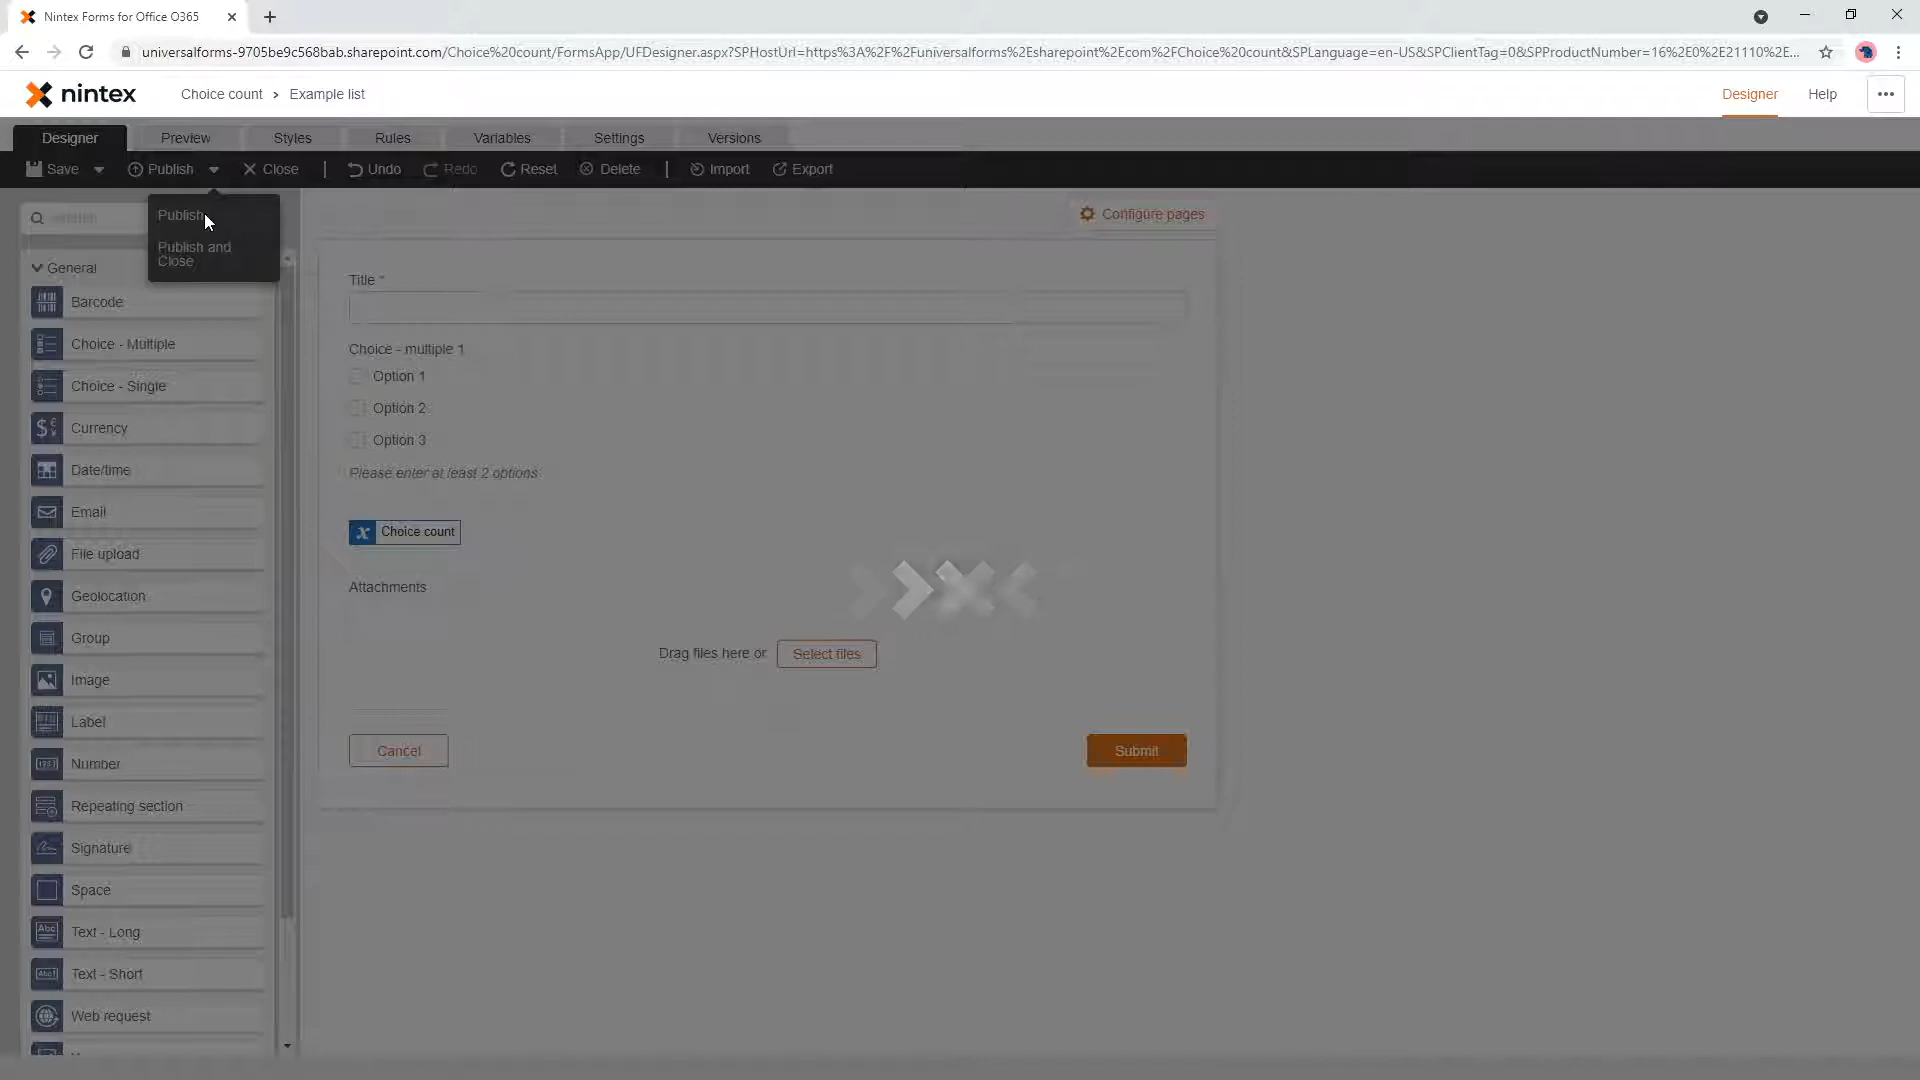 Nintex Forms for Office O365
universalforms-9705be9c568bab.sharepoint.com/Choice%20count/FormsApp/UFDesigner.aspx?SPHostUrl=https%3A%2F%2Funiversalforms%2Esharepoint%2Ecom%2FChoice%20count&SPLanguage=en-US&SPClientTag=0&SPProductNumber=16%2E0%2E21110%2E...
nintex Choice count > Example list Designer Help
Designer Preview Styles Rules Variables Settings Versions
Save Publish Close | Undo Redo Reset Delete | Import Export
Publish
Publish and
Close
Configure pages
General
Barcode
Choice - Multiple
Choice - Single
Currency
Date/time
Email
File upload
Geolocation
Group
Image
Label
Number
Repeating section
Signature
Space
Text - Long
Text - Short
Web request
Title *
Choice - multiple 1
Option 1
Option 2
Option 3
Please enter at least 2 options
x Choice count
Attachments
Drag files here or Select files
Cancel Submit